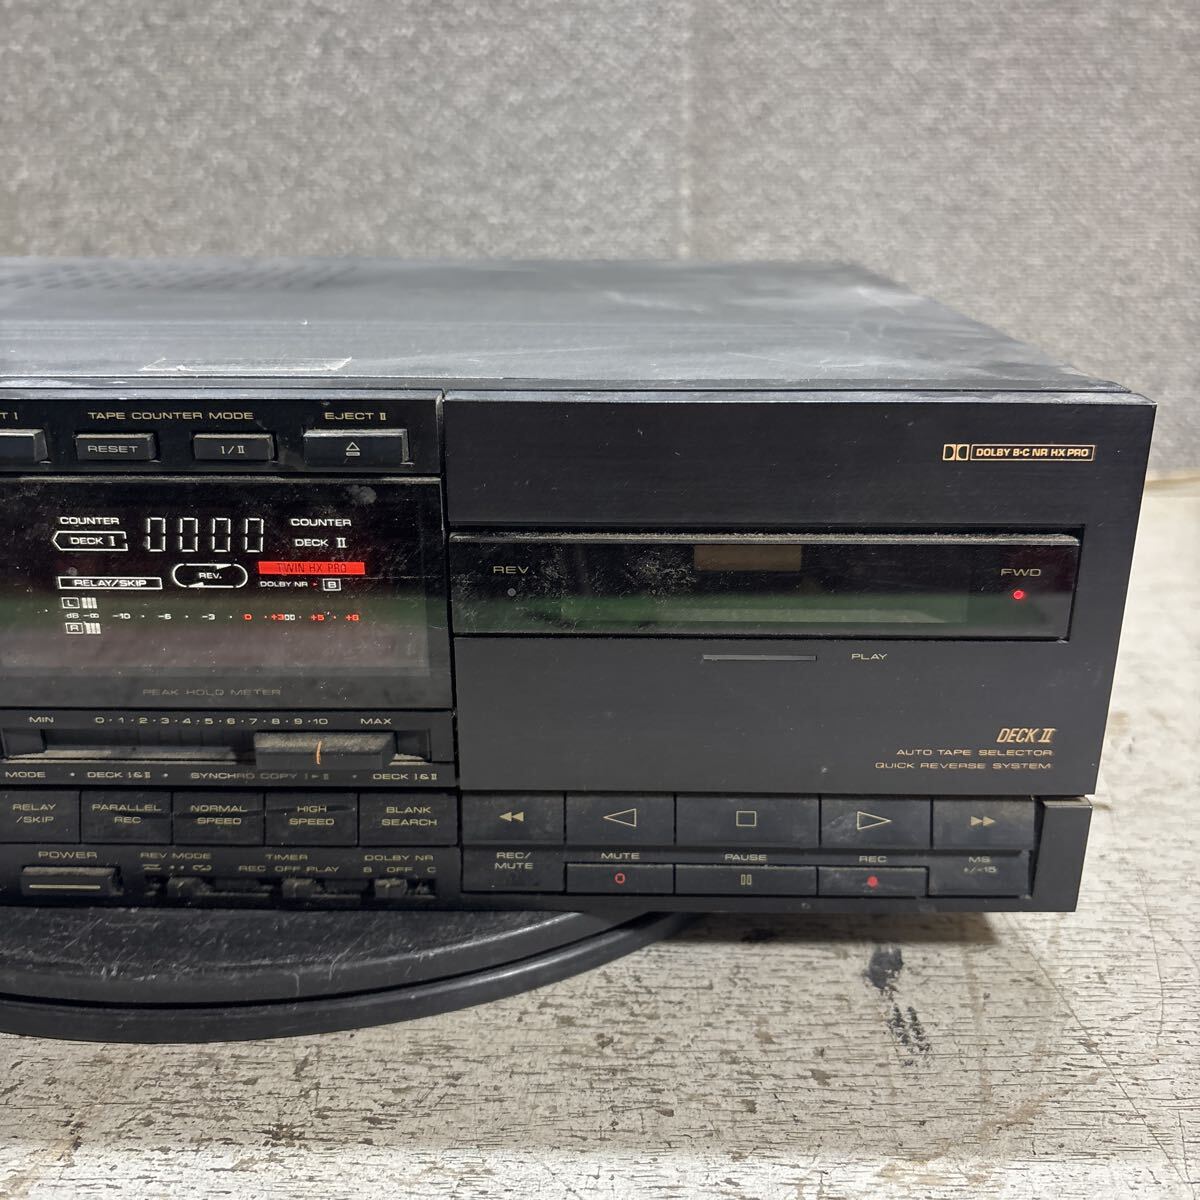 T I
TAPE COUNTER MODE
EJECT II
RESET
I/II
DOLBY B·C NR HX PRO
COUNTER
DECK I
0000
COUNTER
DECK II
TWIN HX PRO
RELAY/SKIP
REV.
DOLBY NR - B
L
dB -∞ -10 · -6 · -3 · 0 · +3 · +5 · +8
R
PEAK HOLD METER
REV
FWD
PLAY
MIN 0·1·2·3·4·5·6·7·8·9·10 MAX
DECK II
AUTO TAPE SELECTOR
QUICK REVERSE SYSTEM
MODE · DECK I&II · SYNCHRO COPY I▸II · DECK I&II
RELAY
/SKIP
PARALLEL
REC
NORMAL
SPEED
HIGH
SPEED
BLANK
SEARCH
POWER
REV MODE
TIMER
REC OFF PLAY
DOLBY NR
B OFF C
REC/
MUTE
MUTE
PAUSE
REC
MS
+/-15